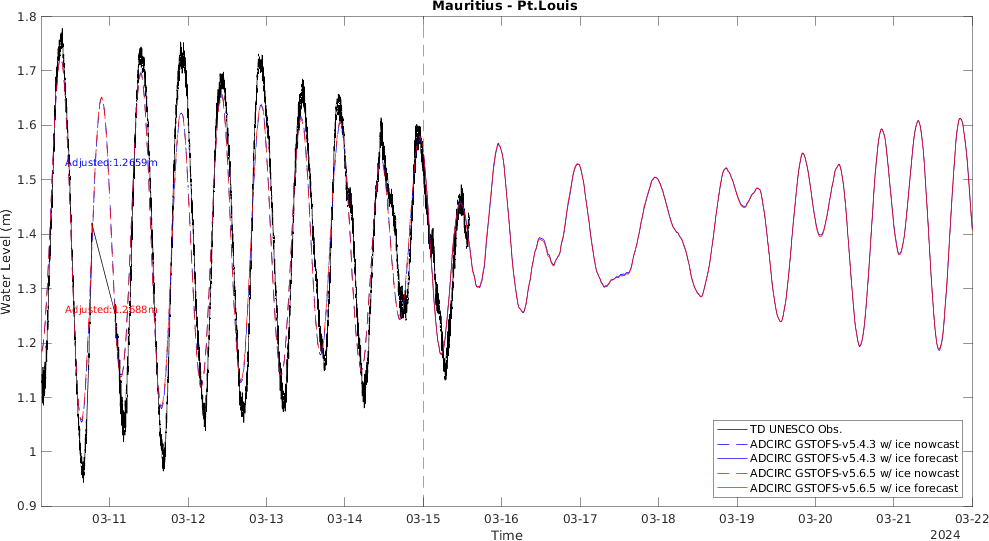 Mauritius - Pt.Louis
1.8
1.7
1.6
1.5
1.4
1.3
1.2
1.1
1
0.9
Water Level (m)
Adjusted:1.2659m
Adjusted:1.2688m
TD UNESCO Obs.
ADCIRC GSTOFS-v5.4.3 w/ ice nowcast
ADCIRC GSTOFS-v5.4.3 w/ ice forecast
ADCIRC GSTOFS-v5.6.5 w/ ice nowcast
ADCIRC GSTOFS-v5.6.5 w/ ice forecast
03-11 03-12 03-13 03-14 03-15 03-16 03-17 03-18 03-19 03-20 03-21 03-22
Time
2024